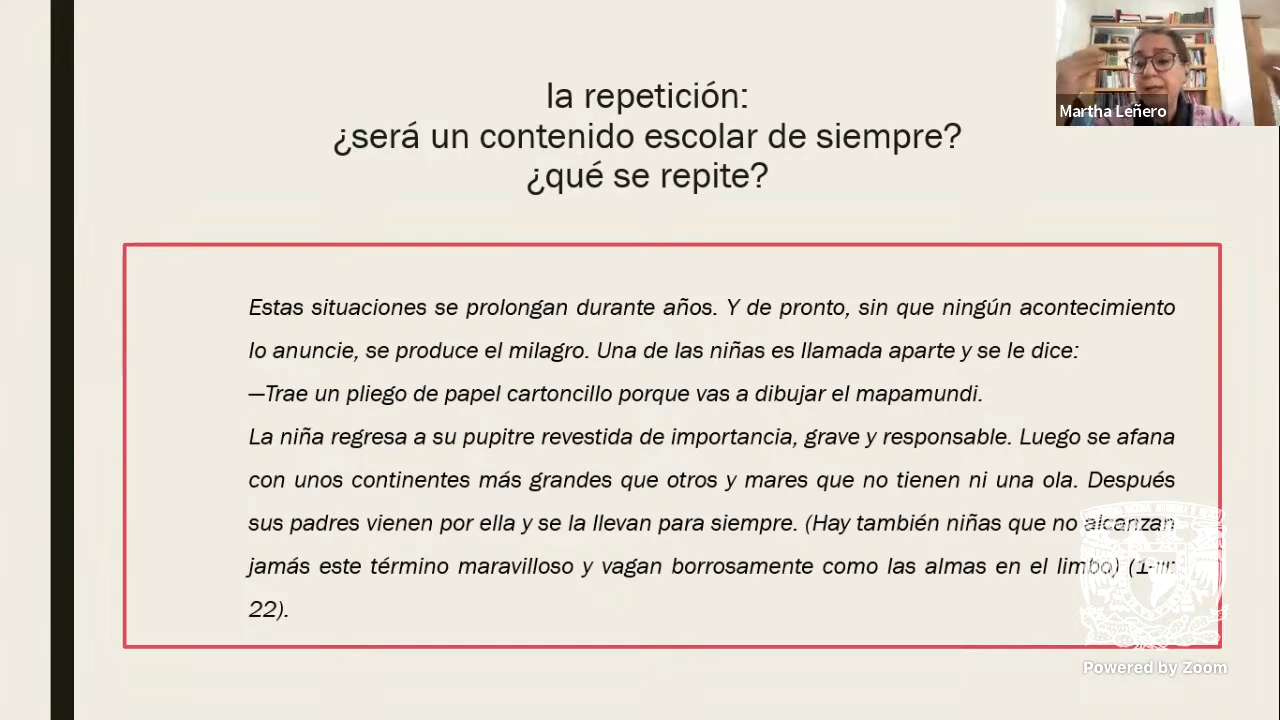 la repetición:
¿será un contenido escolar de siempre?
¿qué se repite?
Martha Leñero
Estas situaciones se prolongan durante años. Y de pronto, sin que ningún acontecimiento
lo anuncie, se produce el milagro. Una de las niñas es llamada aparte y se le dice:
—Trae un pliego de papel cartoncillo porque vas a dibujar el mapamundi.
La niña regresa a su pupitre revestida de importancia, grave y responsable. Luego se afana
con unos continentes más grandes que otros y mares que no tienen ni una ola. Después
sus padres vienen por ella y se la llevan para siempre. (Hay también niñas que no alcanzan
jamás este término maravilloso y vagan borrosamente como las almas en el limbo) (1-III:
22).
Powered by Zoom